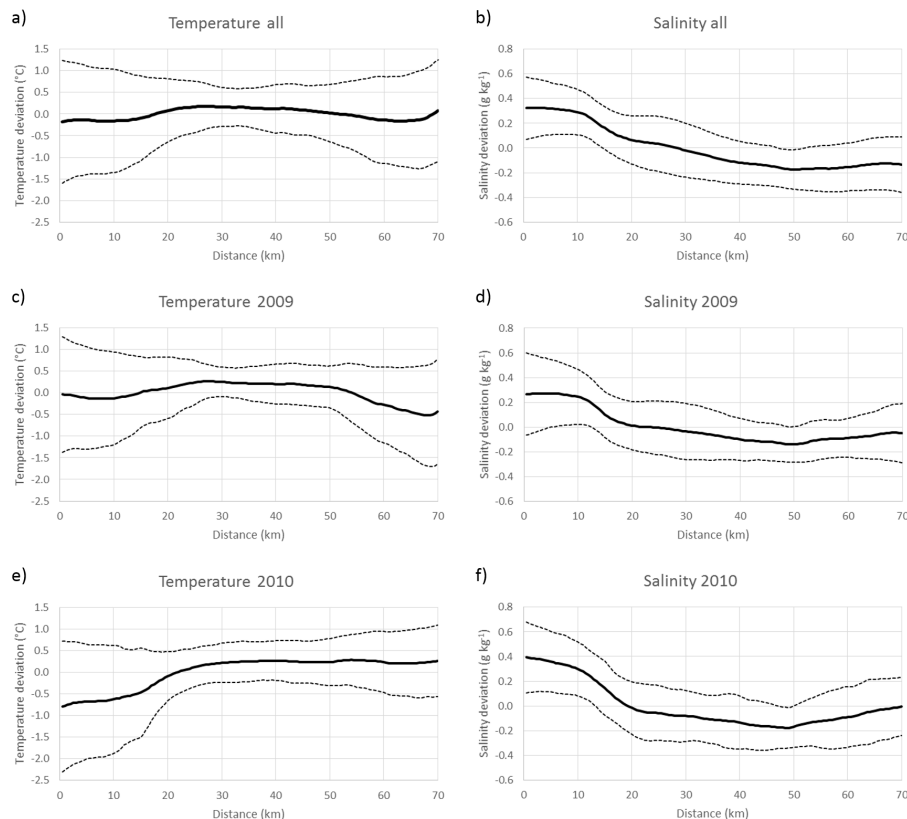 a)
Temperature all
Temperature deviation (°C)
1.5
1.0
0.5
0.0
-0.5
-1.0
-1.5
-2.0
-2.5
0 10 20 30 40 50 60 70
Distance (km)
b)
Salinity all
Salinity deviation (g kg⁻¹)
0.8
0.6
0.4
0.2
0.0
-0.2
-0.4
-0.6
0 10 20 30 40 50 60 70
Distance (km)
c)
Temperature 2009
Temperature deviation (°C)
1.5
1.0
0.5
0.0
-0.5
-1.0
-1.5
-2.0
-2.5
0 10 20 30 40 50 60 70
Distance (km)
d)
Salinity 2009
Salinity deviation (g kg⁻¹)
0.8
0.6
0.4
0.2
0.0
-0.2
-0.4
-0.6
0 10 20 30 40 50 60 70
Distance (km)
e)
Temperature 2010
Temperature deviation (°C)
1.5
1.0
0.5
0.0
-0.5
-1.0
-1.5
-2.0
-2.5
0 10 20 30 40 50 60 70
Distance (km)
f)
Salinity 2010
Salinity deviation (g kg⁻¹)
0.8
0.6
0.4
0.2
0.0
-0.2
-0.4
-0.6
0 10 20 30 40 50 60 70
Distance (km)